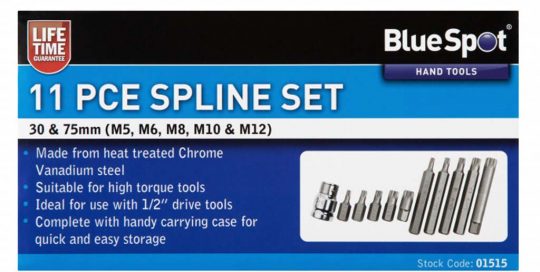 LIFE
TIME
GUARANTEE
BlueSpot®
HAND TOOLS
11 PCE SPLINE SET
30 & 75mm (M5, M6, M8, M10 & M12)
• Made from heat treated Chrome
Vanadium steel
• Suitable for high torque tools
• Ideal for use with 1/2" drive tools
• Complete with handy carrying case for
quick and easy storage
Stock Code: 01515